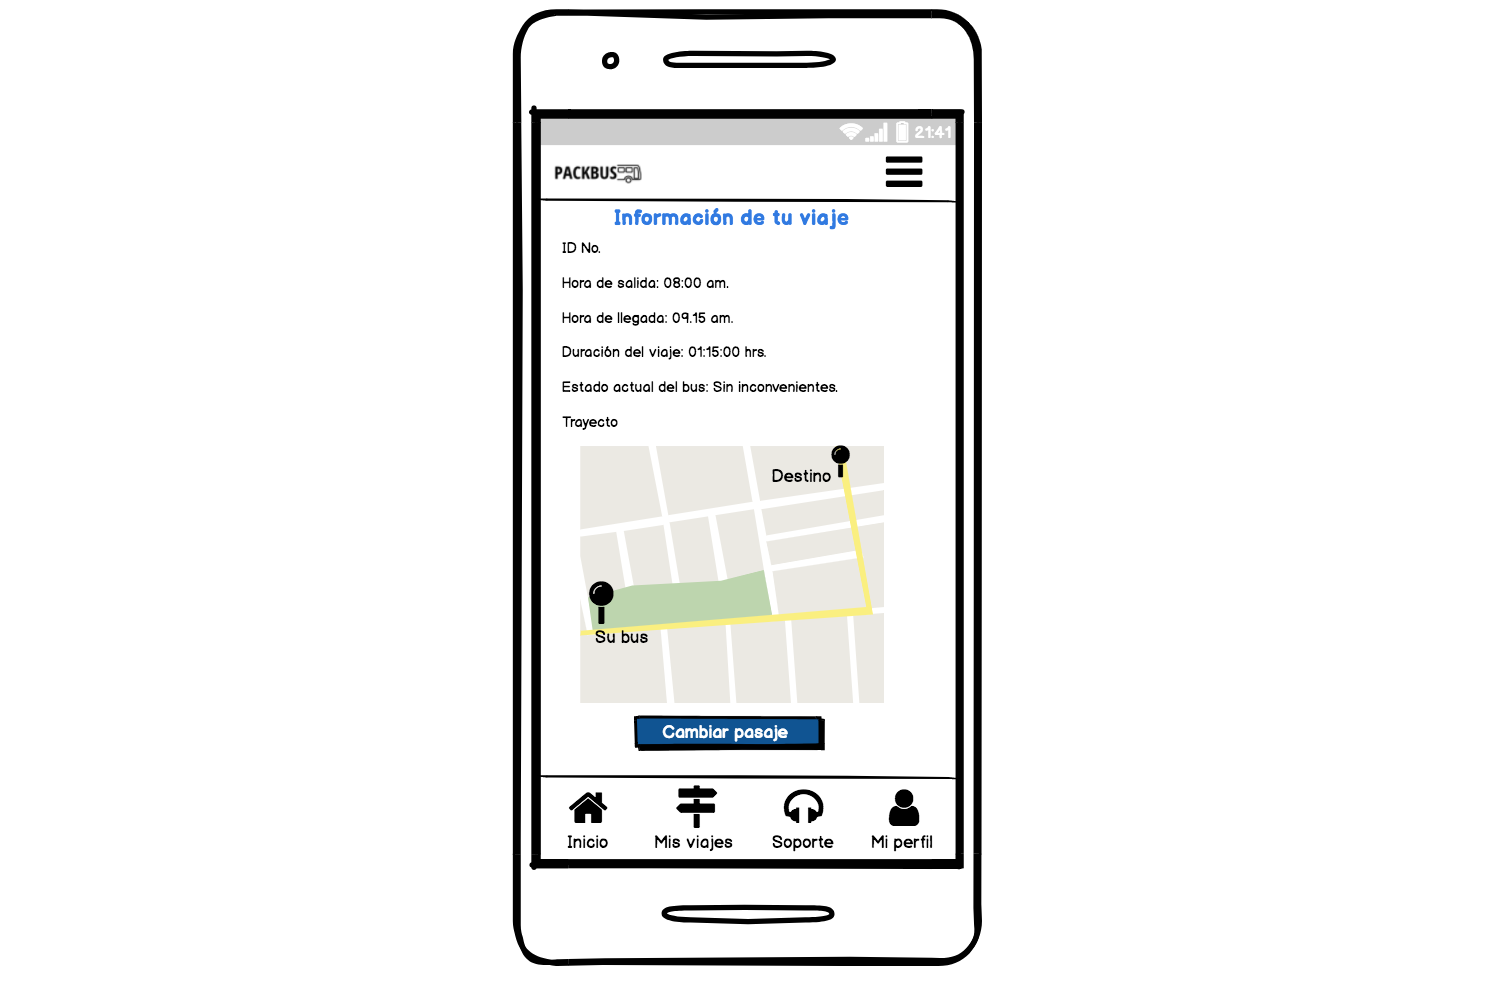 21:41
PACKBUS
Información de tu viaje
ID No.
Hora de salida: 08:00 am.
Hora de llegada: 09.15 am.
Duración del viaje: 01:15:00 hrs.
Estado actual del bus: Sin inconvenientes.
Trayecto
Destino
Su bus
Cambiar pasaje
Inicio
Mis viajes
Soporte
Mi perfil